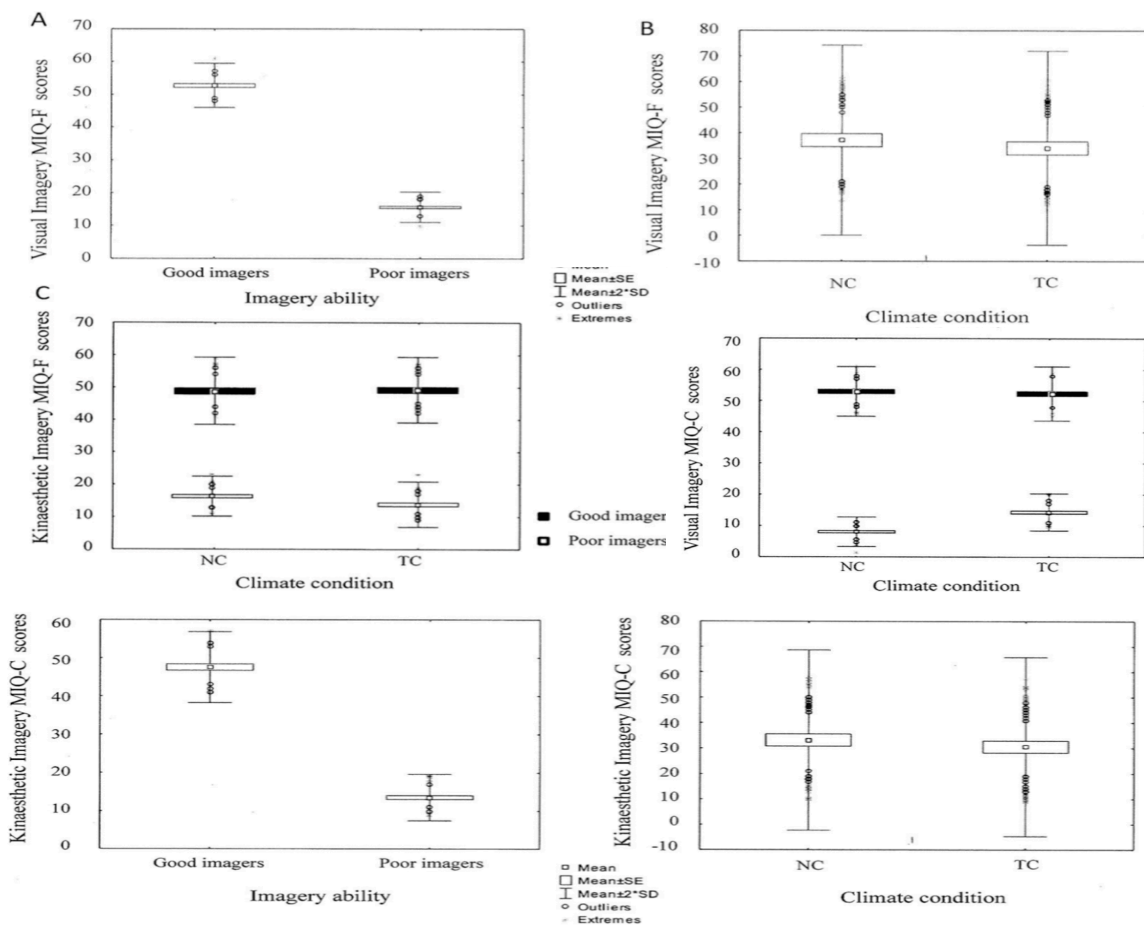 A
Visual Imagery MIQ-F scores
70
60
50
40
30
20
10
0
Good imagers
Poor imagers
Imagery ability
B
Visual Imagery MIQ-F scores
80
70
60
50
40
30
20
10
0
-10
NC
TC
Climate condition
Mean
Mean±SE
Mean±2*SD
Outliers
Extremes
C
Kinaesthetic Imagery MIQ-F scores
70
60
50
40
30
20
10
0
NC
TC
Climate condition
Good imager
Poor imagers
Visual Imagery MIQ-C scores
70
60
50
40
30
20
10
0
NC
TC
Climate condition
Kinaesthetic Imagery MIQ-C scores
60
50
40
30
20
10
0
Good imagers
Poor imagers
Imagery ability
Mean
Mean±SE
Mean±2*SD
Outliers
Extremes
Kinaesthetic Imagery MIQ-C scores
80
70
60
50
40
30
20
10
0
-10
NC
TC
Climate condition